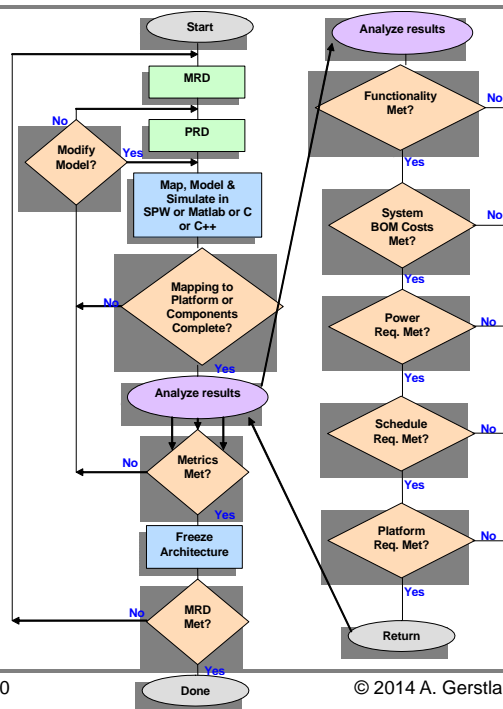 Start
MRD
No
PRD
Modify
Model?
Yes
Map, Model &
Simulate in
SPW or Matlab or C
or C++
Mapping to
Platform or
Components
Complete?
No
Yes
Analyze results
Metrics
Met?
No
Yes
Freeze
Architecture
MRD
Met?
No
Yes
Done
Analyze results
Functionality
Met?
No
Yes
System
BOM Costs
Met?
No
Yes
Power
Req. Met?
No
Yes
Schedule
Req. Met?
No
Yes
Platform
Req. Met?
No
Yes
Return
0
© 2014 A. Gerstla